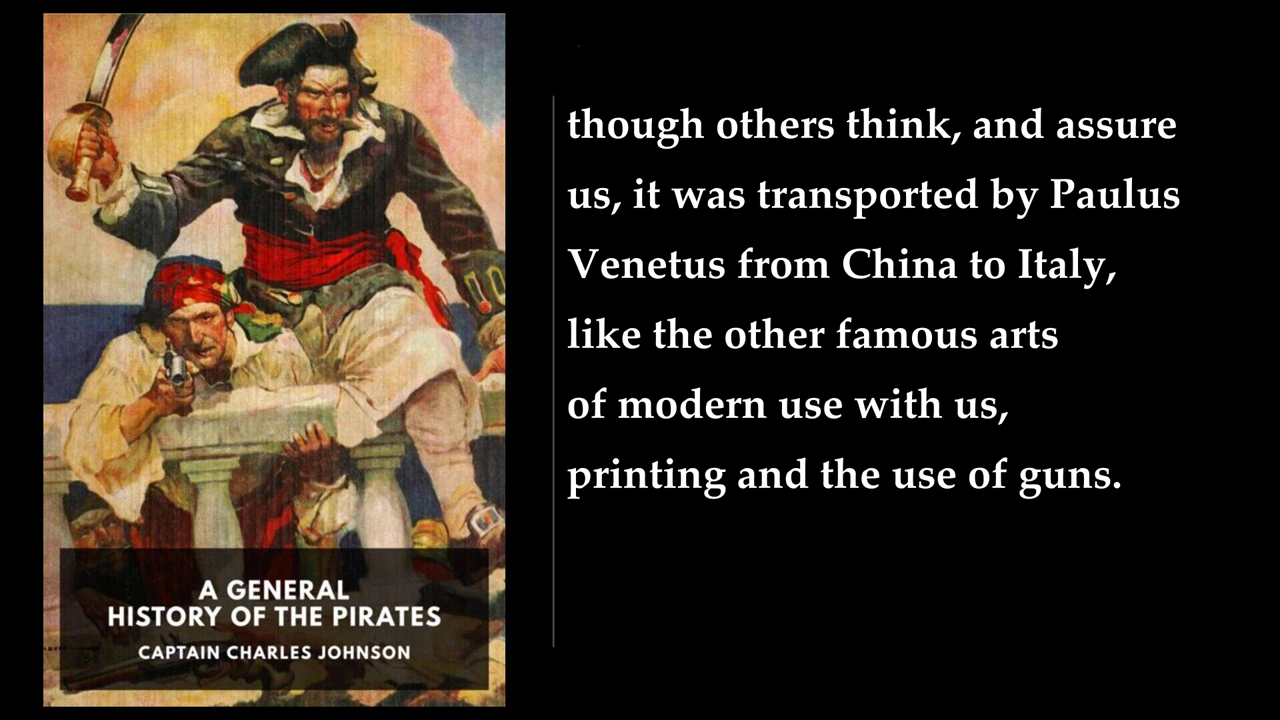 A GENERAL
HISTORY OF THE PIRATES
CAPTAIN CHARLES JOHNSON
though others think, and assure
us, it was transported by Paulus
Venetus from China to Italy,
like the other famous arts
of modern use with us,
printing and the use of guns.